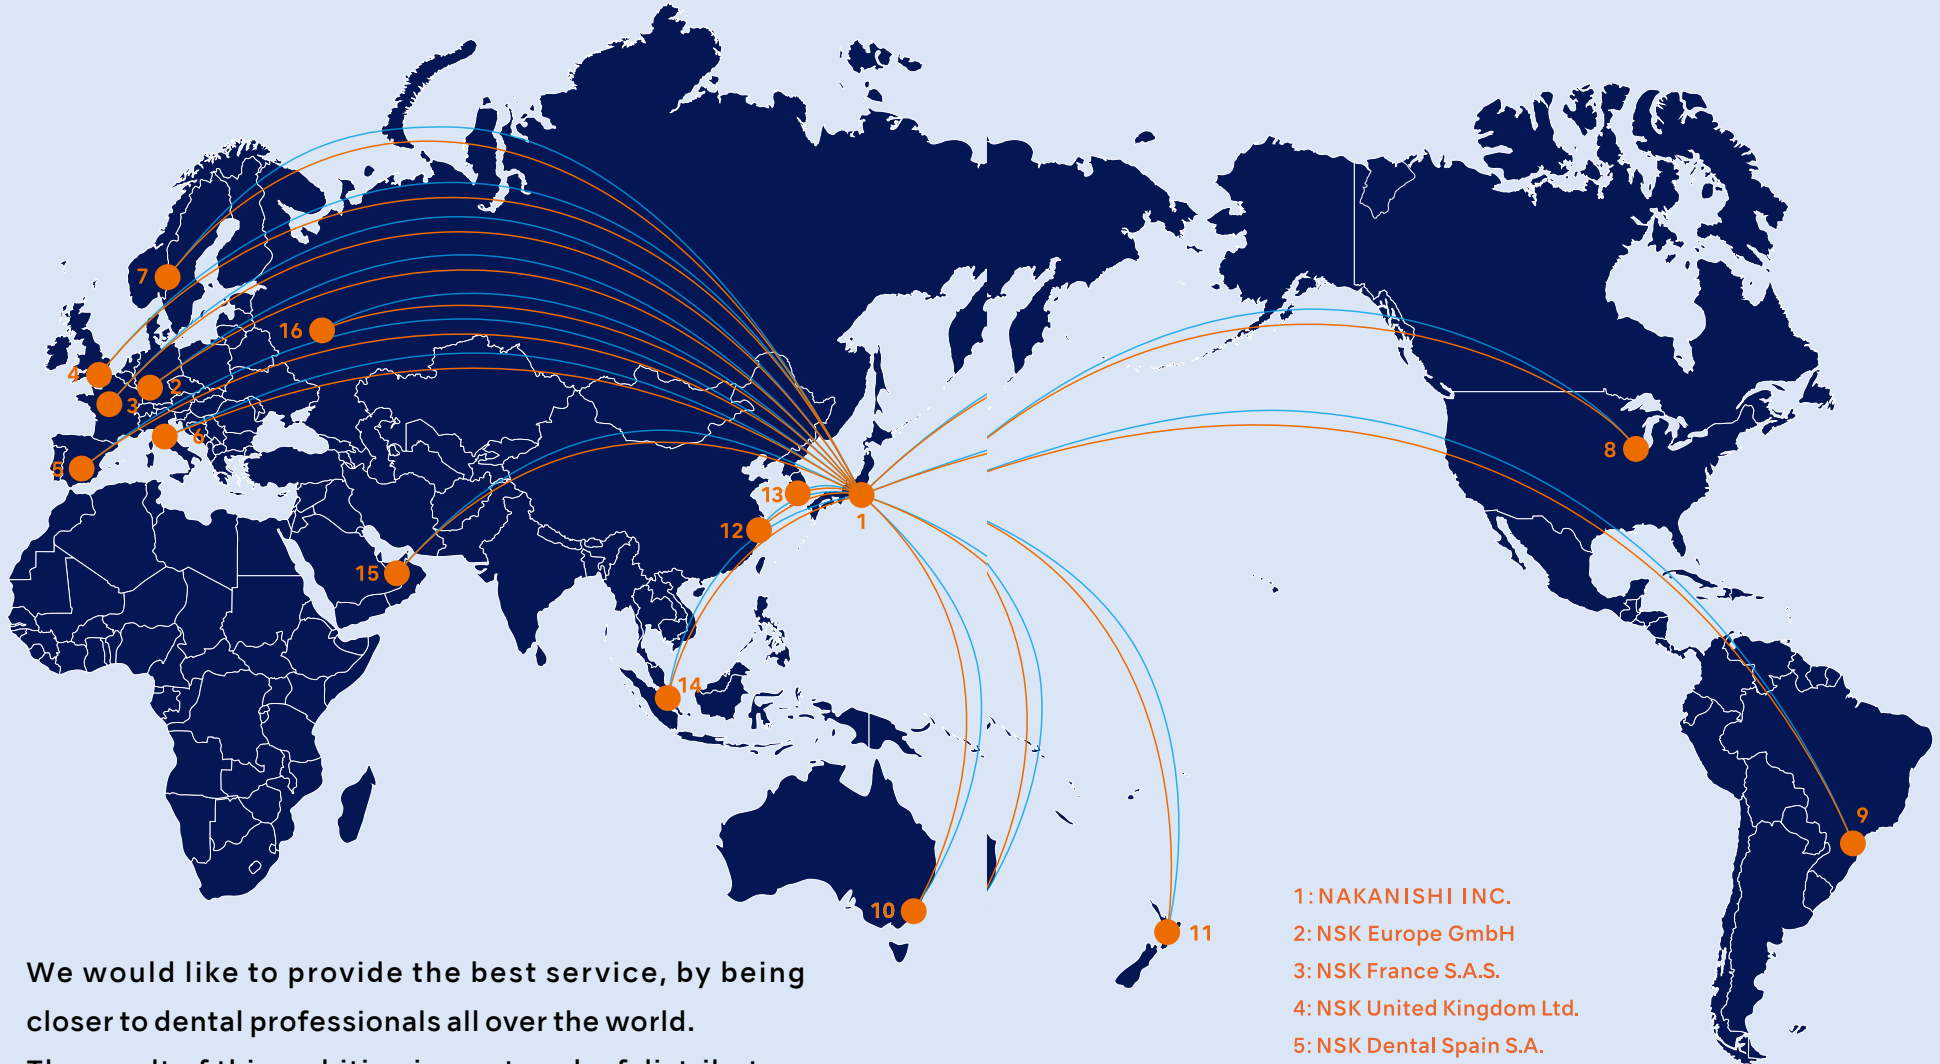 7
16
4
2
3
6
5
8
13
12
1
15
14
9
10
11
We would like to provide the best service, by being
closer to dental professionals all over the world.
1: NAKANISHI INC.
2: NSK Europe GmbH
3: NSK France S.A.S.
4: NSK United Kingdom Ltd.
5: NSK Dental Spain S.A.